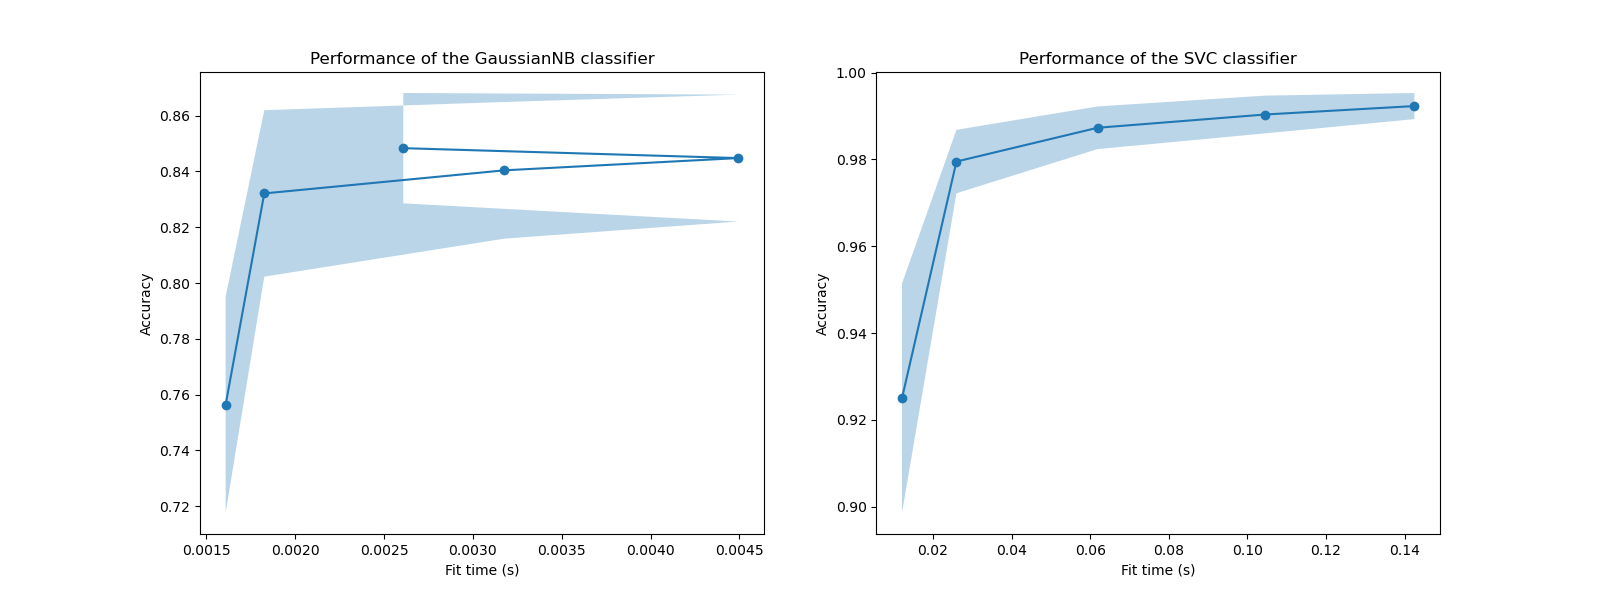 Performance of the GaussianNB classifier
Accuracy
0.86
0.84
0.82
0.80
0.78
0.76
0.74
0.72
0.0015 0.0020 0.0025 0.0030 0.0035 0.0040 0.0045
Fit time (s)
Performance of the SVC classifier
Accuracy
1.00
0.98
0.96
0.94
0.92
0.90
0.02 0.04 0.06 0.08 0.10 0.12 0.14
Fit time (s)